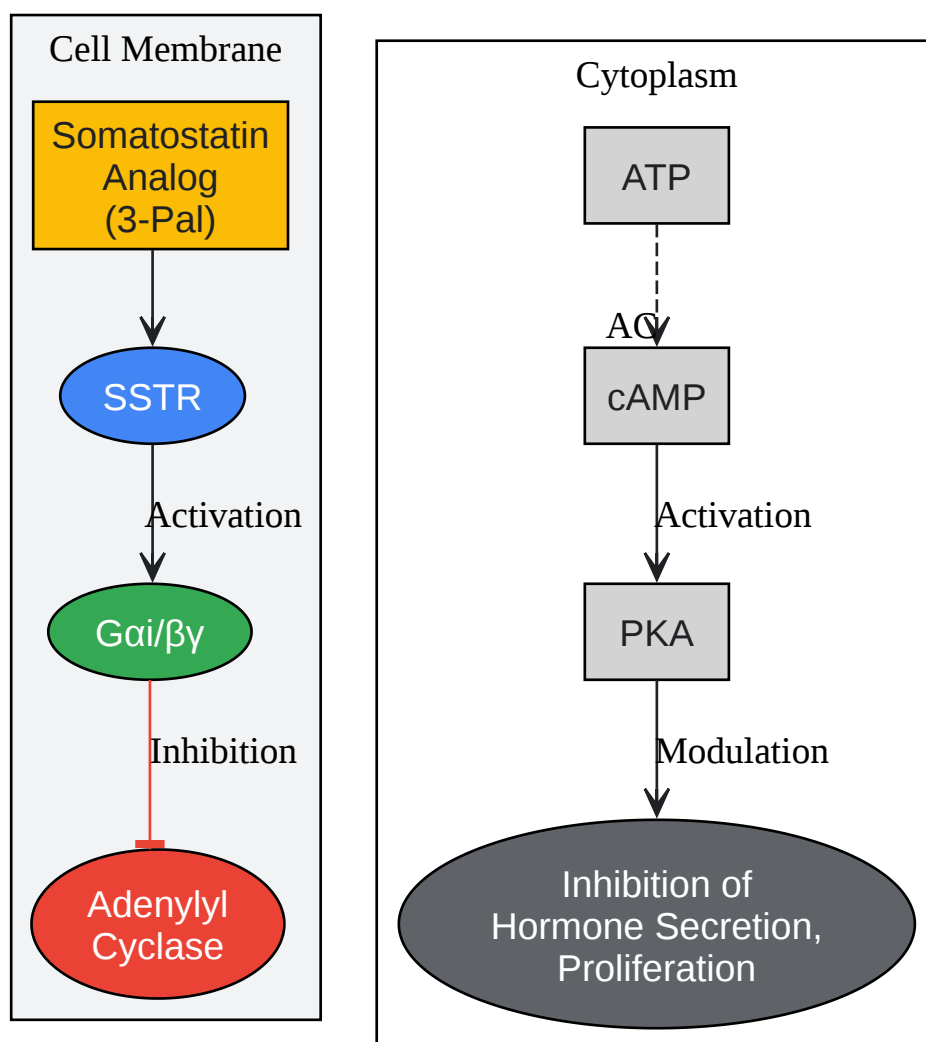 Cell Membrane
Somatostatin
Analog
(3-Pal)
SSTR
Activation
Gαi/βγ
Inhibition
Adenylyl
Cyclase
Cytoplasm
ATP
AC
cAMP
Activation
PKA
Modulation
Inhibition of
Hormone Secretion,
Proliferation